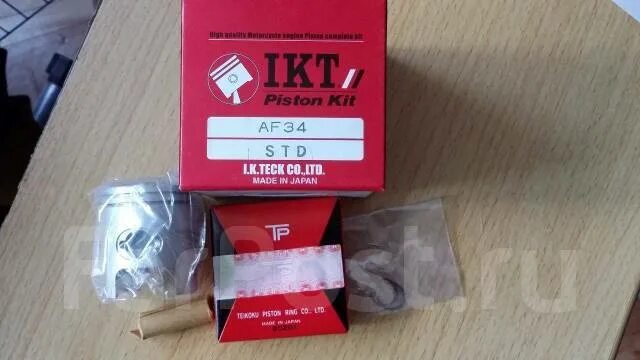 High quality Motorcycle engine Piston complete kit
IKT
Piston Kit
AF34
STD
I.K.TECK CO.,LTD.
MADE IN JAPAN
TP
TEIKOKU PISTON RING CO., LTD.
MADE IN JAPAN